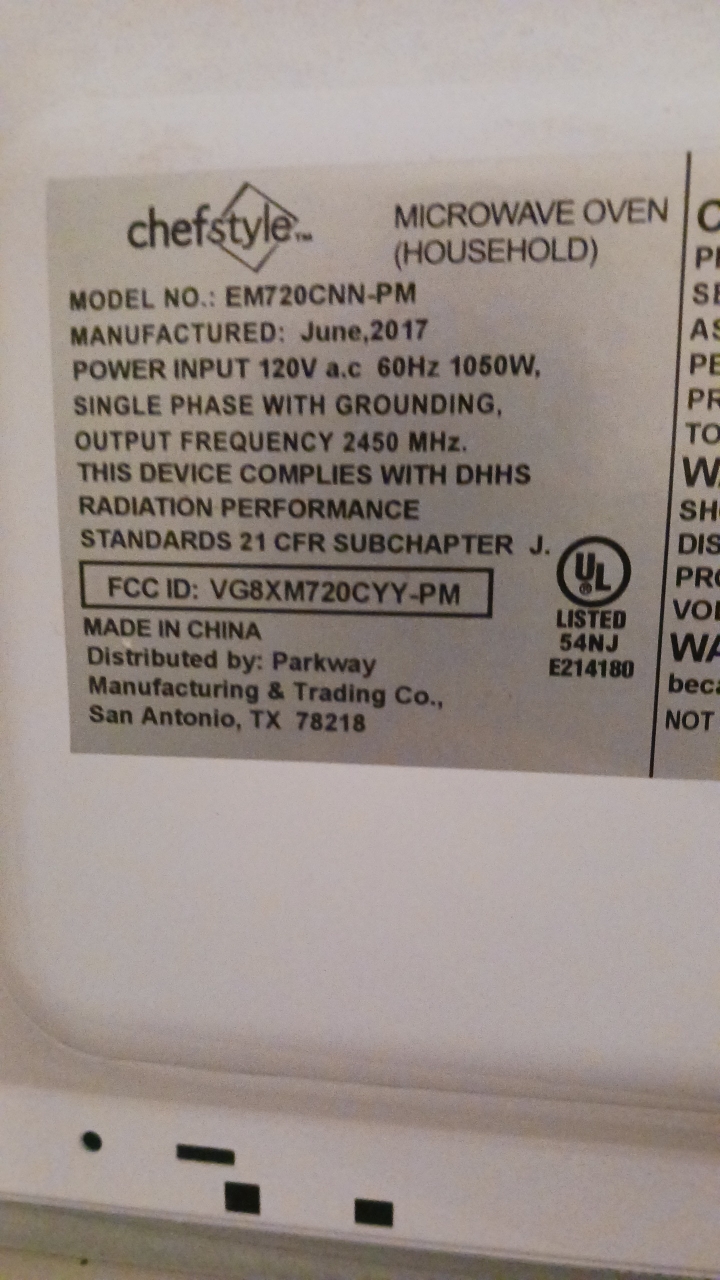 chefstyle™
MICROWAVE OVEN
(HOUSEHOLD)
MODEL NO.: EM720CNN-PM
MANUFACTURED: June,2017
POWER INPUT 120V a.c 60Hz 1050W,
SINGLE PHASE WITH GROUNDING,
OUTPUT FREQUENCY 2450 MHz.
THIS DEVICE COMPLIES WITH DHHS
RADIATION PERFORMANCE
STANDARDS 21 CFR SUBCHAPTER J.
FCC ID: VG8XM720CYY-PM
MADE IN CHINA
Distributed by: Parkway
Manufacturing & Trading Co.,
San Antonio, TX 78218
UL
®
LISTED
54NJ
E214180
TO
NOT